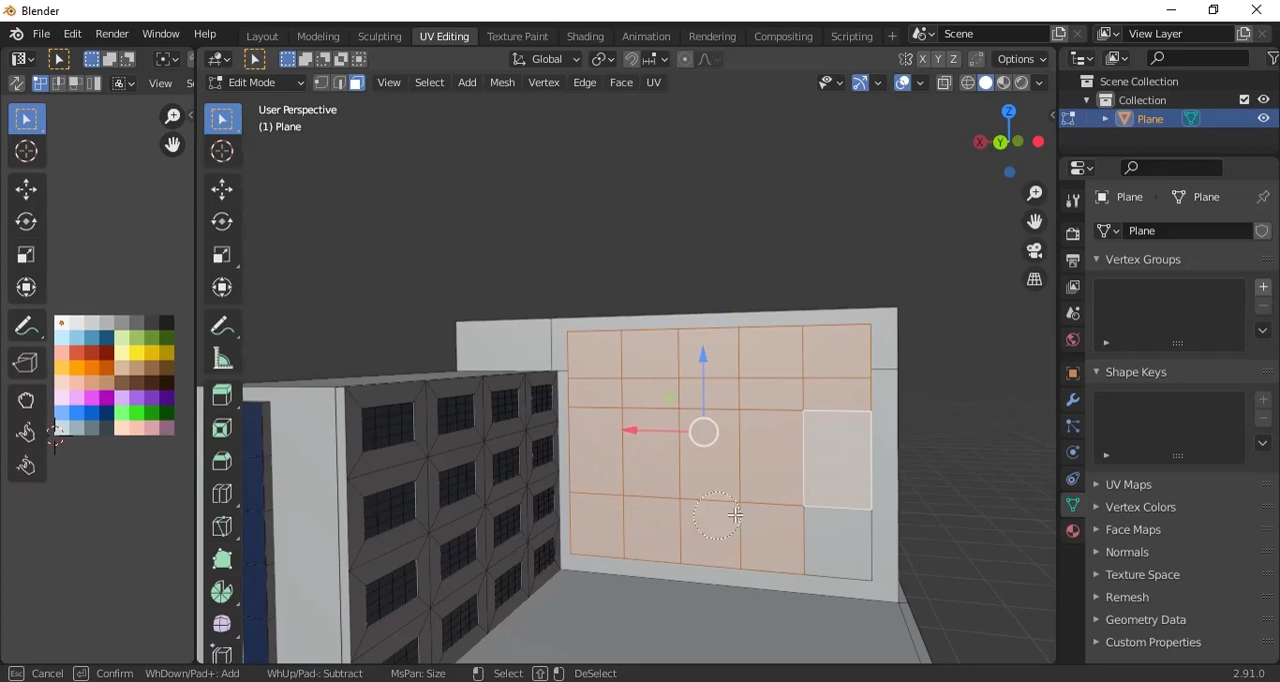 Blender
File Edit Render Window Help
Layout Modeling Sculpting UV Editing Texture Paint Shading Animation Rendering Compositing Scripting +
Scene
View Layer
Global
Options
View
Edit Mode
View Select Add Mesh Vertex Edge Face UV
X Y Z
User Perspective
(1) Plane
Z
X Y
Scene Collection
Collection
Plane
Plane Plane
Plane
Vertex Groups
Shape Keys
UV Maps
Vertex Colors
Face Maps
Normals
Texture Space
Remesh
Geometry Data
Custom Properties
Esc Cancel Confirm WhDown/Pad+: Add WhUp/Pad-: Subtract MsPan: Size Select DeSelect
2.91.0